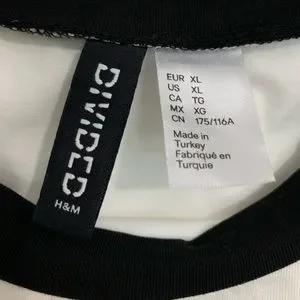 DIVIDED
H&M
EUR XL
US XL
CA TG
MX XG
CN 175/116A
Made in
Turkey
Fabriqué en
Turquie